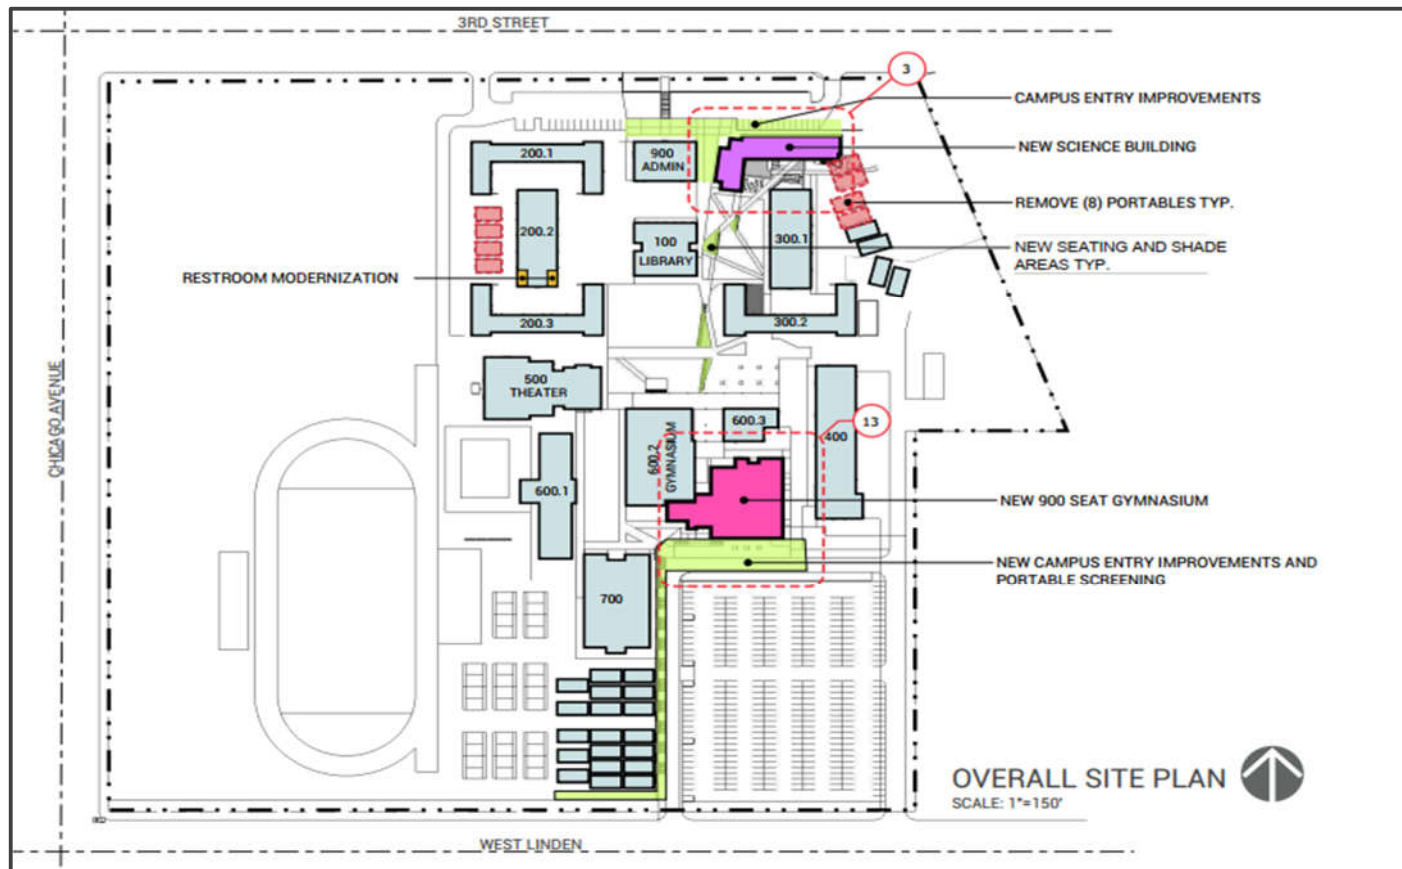 3RD STREET
3
CAMPUS ENTRY IMPROVEMENTS
NEW SCIENCE BUILDING
REMOVE (8) PORTABLES TYP.
NEW SEATING AND SHADE
AREAS TYP.
200.1
900
ADMIN
200.2
100
LIBRARY
300.1
RESTROOM MODERNIZATION
200.3
300.2
CHICAGO AVENUE
500
THEATER
600.3
13
400
600.2
GYMNASIUM
600.1
NEW 900 SEAT GYMNASIUM
NEW CAMPUS ENTRY IMPROVEMENTS AND
PORTABLE SCREENING
700
OVERALL SITE PLAN
SCALE: 1"=150'
WEST LINDEN